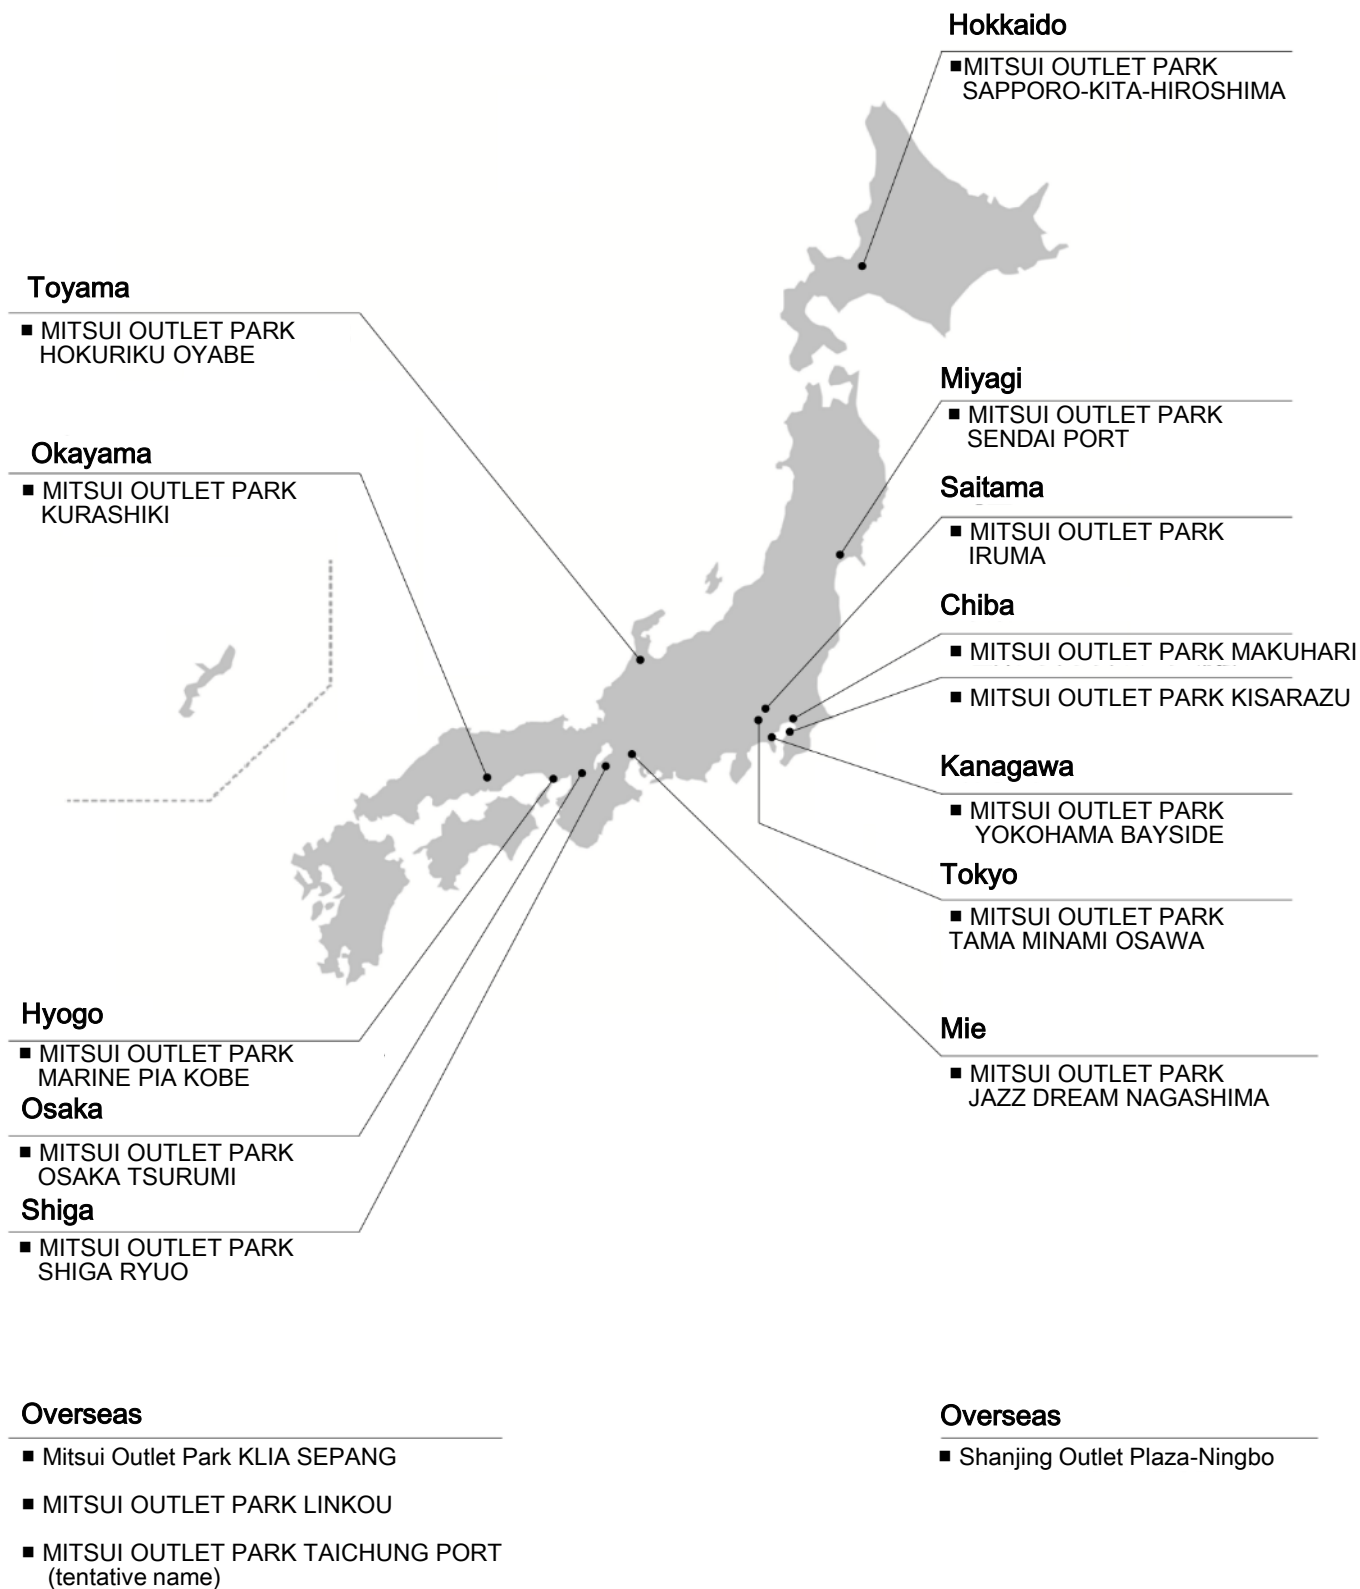 Hokkaido
■MITSUI OUTLET PARK
SAPPORO-KITA-HIROSHIMA
Toyama
■ MITSUI OUTLET PARK
HOKURIKU OYABE
Okayama
■ MITSUI OUTLET PARK
KURASHIKI
Miyagi
■ MITSUI OUTLET PARK
SENDAI PORT
Saitama
■ MITSUI OUTLET PARK
IRUMA
Chiba
■ MITSUI OUTLET PARK MAKUHARI
■ MITSUI OUTLET PARK KISARAZU
Kanagawa
■ MITSUI OUTLET PARK
YOKOHAMA BAYSIDE
Tokyo
■ MITSUI OUTLET PARK
TAMA MINAMI OSAWA
Mie
■ MITSUI OUTLET PARK
JAZZ DREAM NAGASHIMA
Hyogo
■ MITSUI OUTLET PARK
MARINE PIA KOBE
Osaka
■ MITSUI OUTLET PARK
OSAKA TSURUMI
Shiga
■ MITSUI OUTLET PARK
SHIGA RYUO
Overseas
■ Mitsui Outlet Park KLIA SEPANG
■ MITSUI OUTLET PARK LINKOU
■ MITSUI OUTLET PARK TAICHUNG PORT
(tentative name)
Overseas
■ Shanjing Outlet Plaza-Ningbo